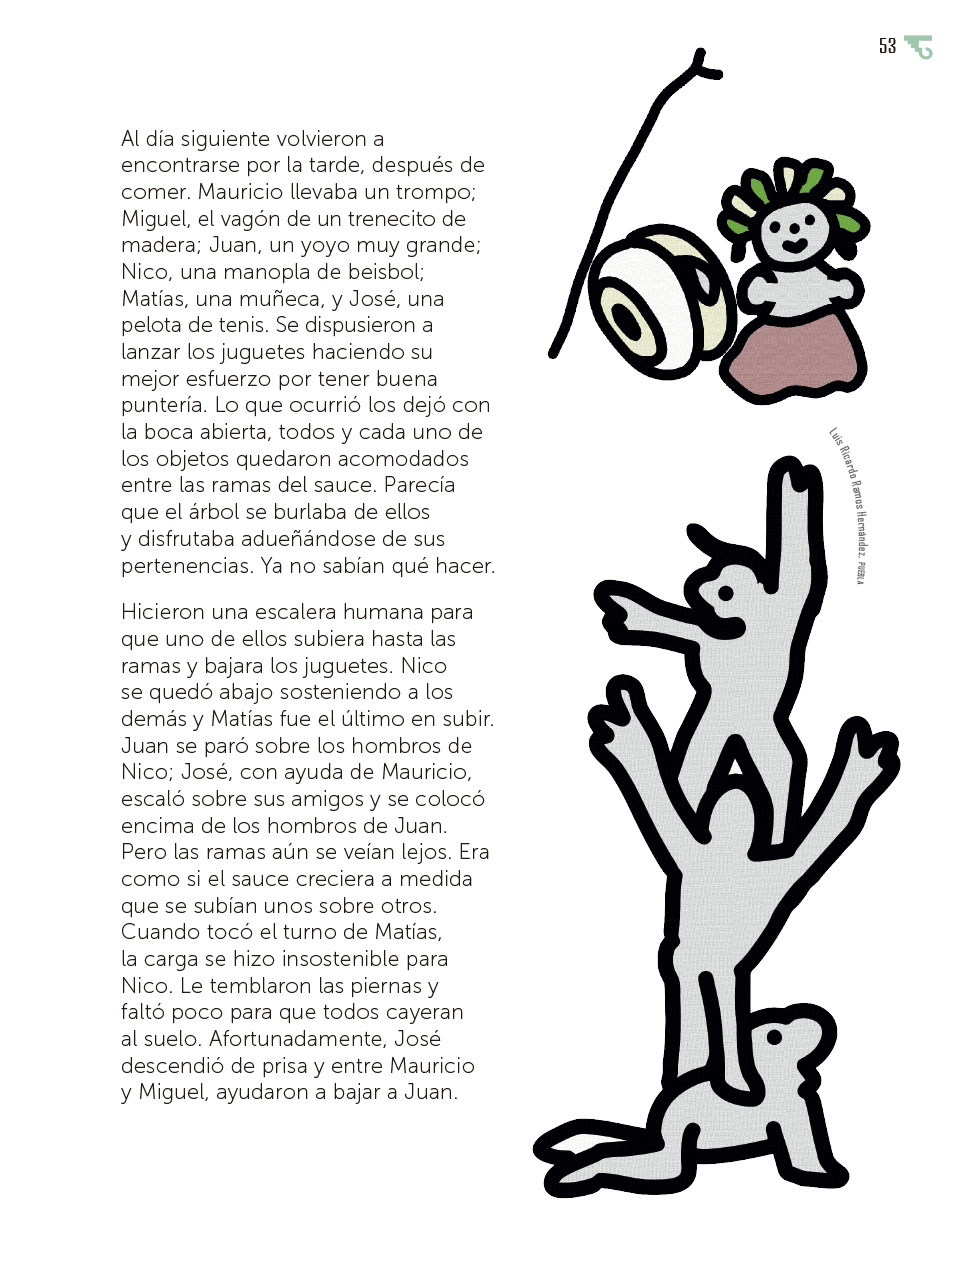 53
Al día siguiente volvieron a
encontrarse por la tarde, después de
comer. Mauricio llevaba un trompo;
Miguel, el vagón de un trenecito de
madera; Juan, un yoyo muy grande;
Nico, una manopla de beisbol;
Matías, una muñeca, y José, una
pelota de tenis. Se dispusieron a
lanzar los juguetes haciendo su
mejor esfuerzo por tener buena
puntería. Lo que ocurrió los dejó con
la boca abierta, todos y cada uno de
los objetos quedaron acomodados
entre las ramas del sauce. Parecía
que el árbol se burlaba de ellos
y disfrutaba adueñándose de sus
pertenencias. Ya no sabían qué hacer.
Hicieron una escalera humana para
que uno de ellos subiera hasta las
ramas y bajara los juguetes. Nico
se quedó abajo sosteniendo a los
demás y Matías fue el último en subir.
Juan se paró sobre los hombros de
Nico; José, con ayuda de Mauricio,
escaló sobre sus amigos y se colocó
encima de los hombros de Juan.
Pero las ramas aún se veían lejos. Era
como si el sauce creciera a medida
que se subían unos sobre otros.
Cuando tocó el turno de Matías,
la carga se hizo insostenible para
Nico. Le temblaron las piernas y
faltó poco para que todos cayeran
al suelo. Afortunadamente, José
descendió de prisa y entre Mauricio
y Miguel, ayudaron a bajar a Juan.
Luis Ricardo Ramos Hernández, PUEBLA